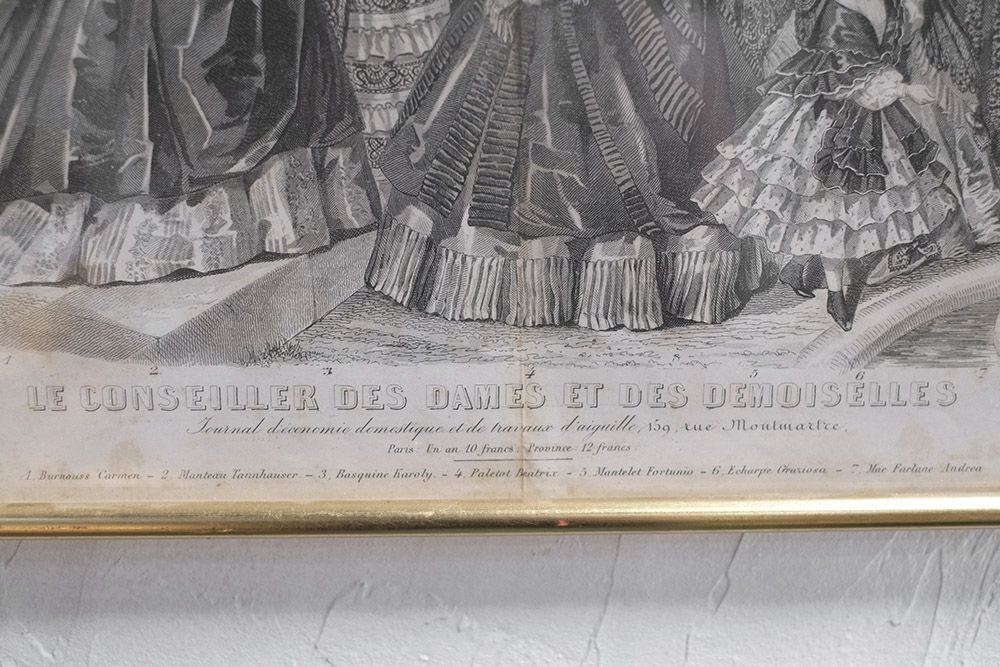 1 2 3 4 5 6 7
LE CONSEILLER DES DAMES ET DES DEMOISELLES
Journal d'économie domestique et de travaux d'aiguille, 159, rue Montmartre,
Paris: Un an 10 francs; Province: 12 francs.
1. Burnouss Carmen – 2. Manteau Tannhauser – 3. Basquine Karoly. – 4. Paletot Beatrix – 5. Mantelet Fortunio – 6. Echarpe Graziosa – 7. Mac Farlane Andrea